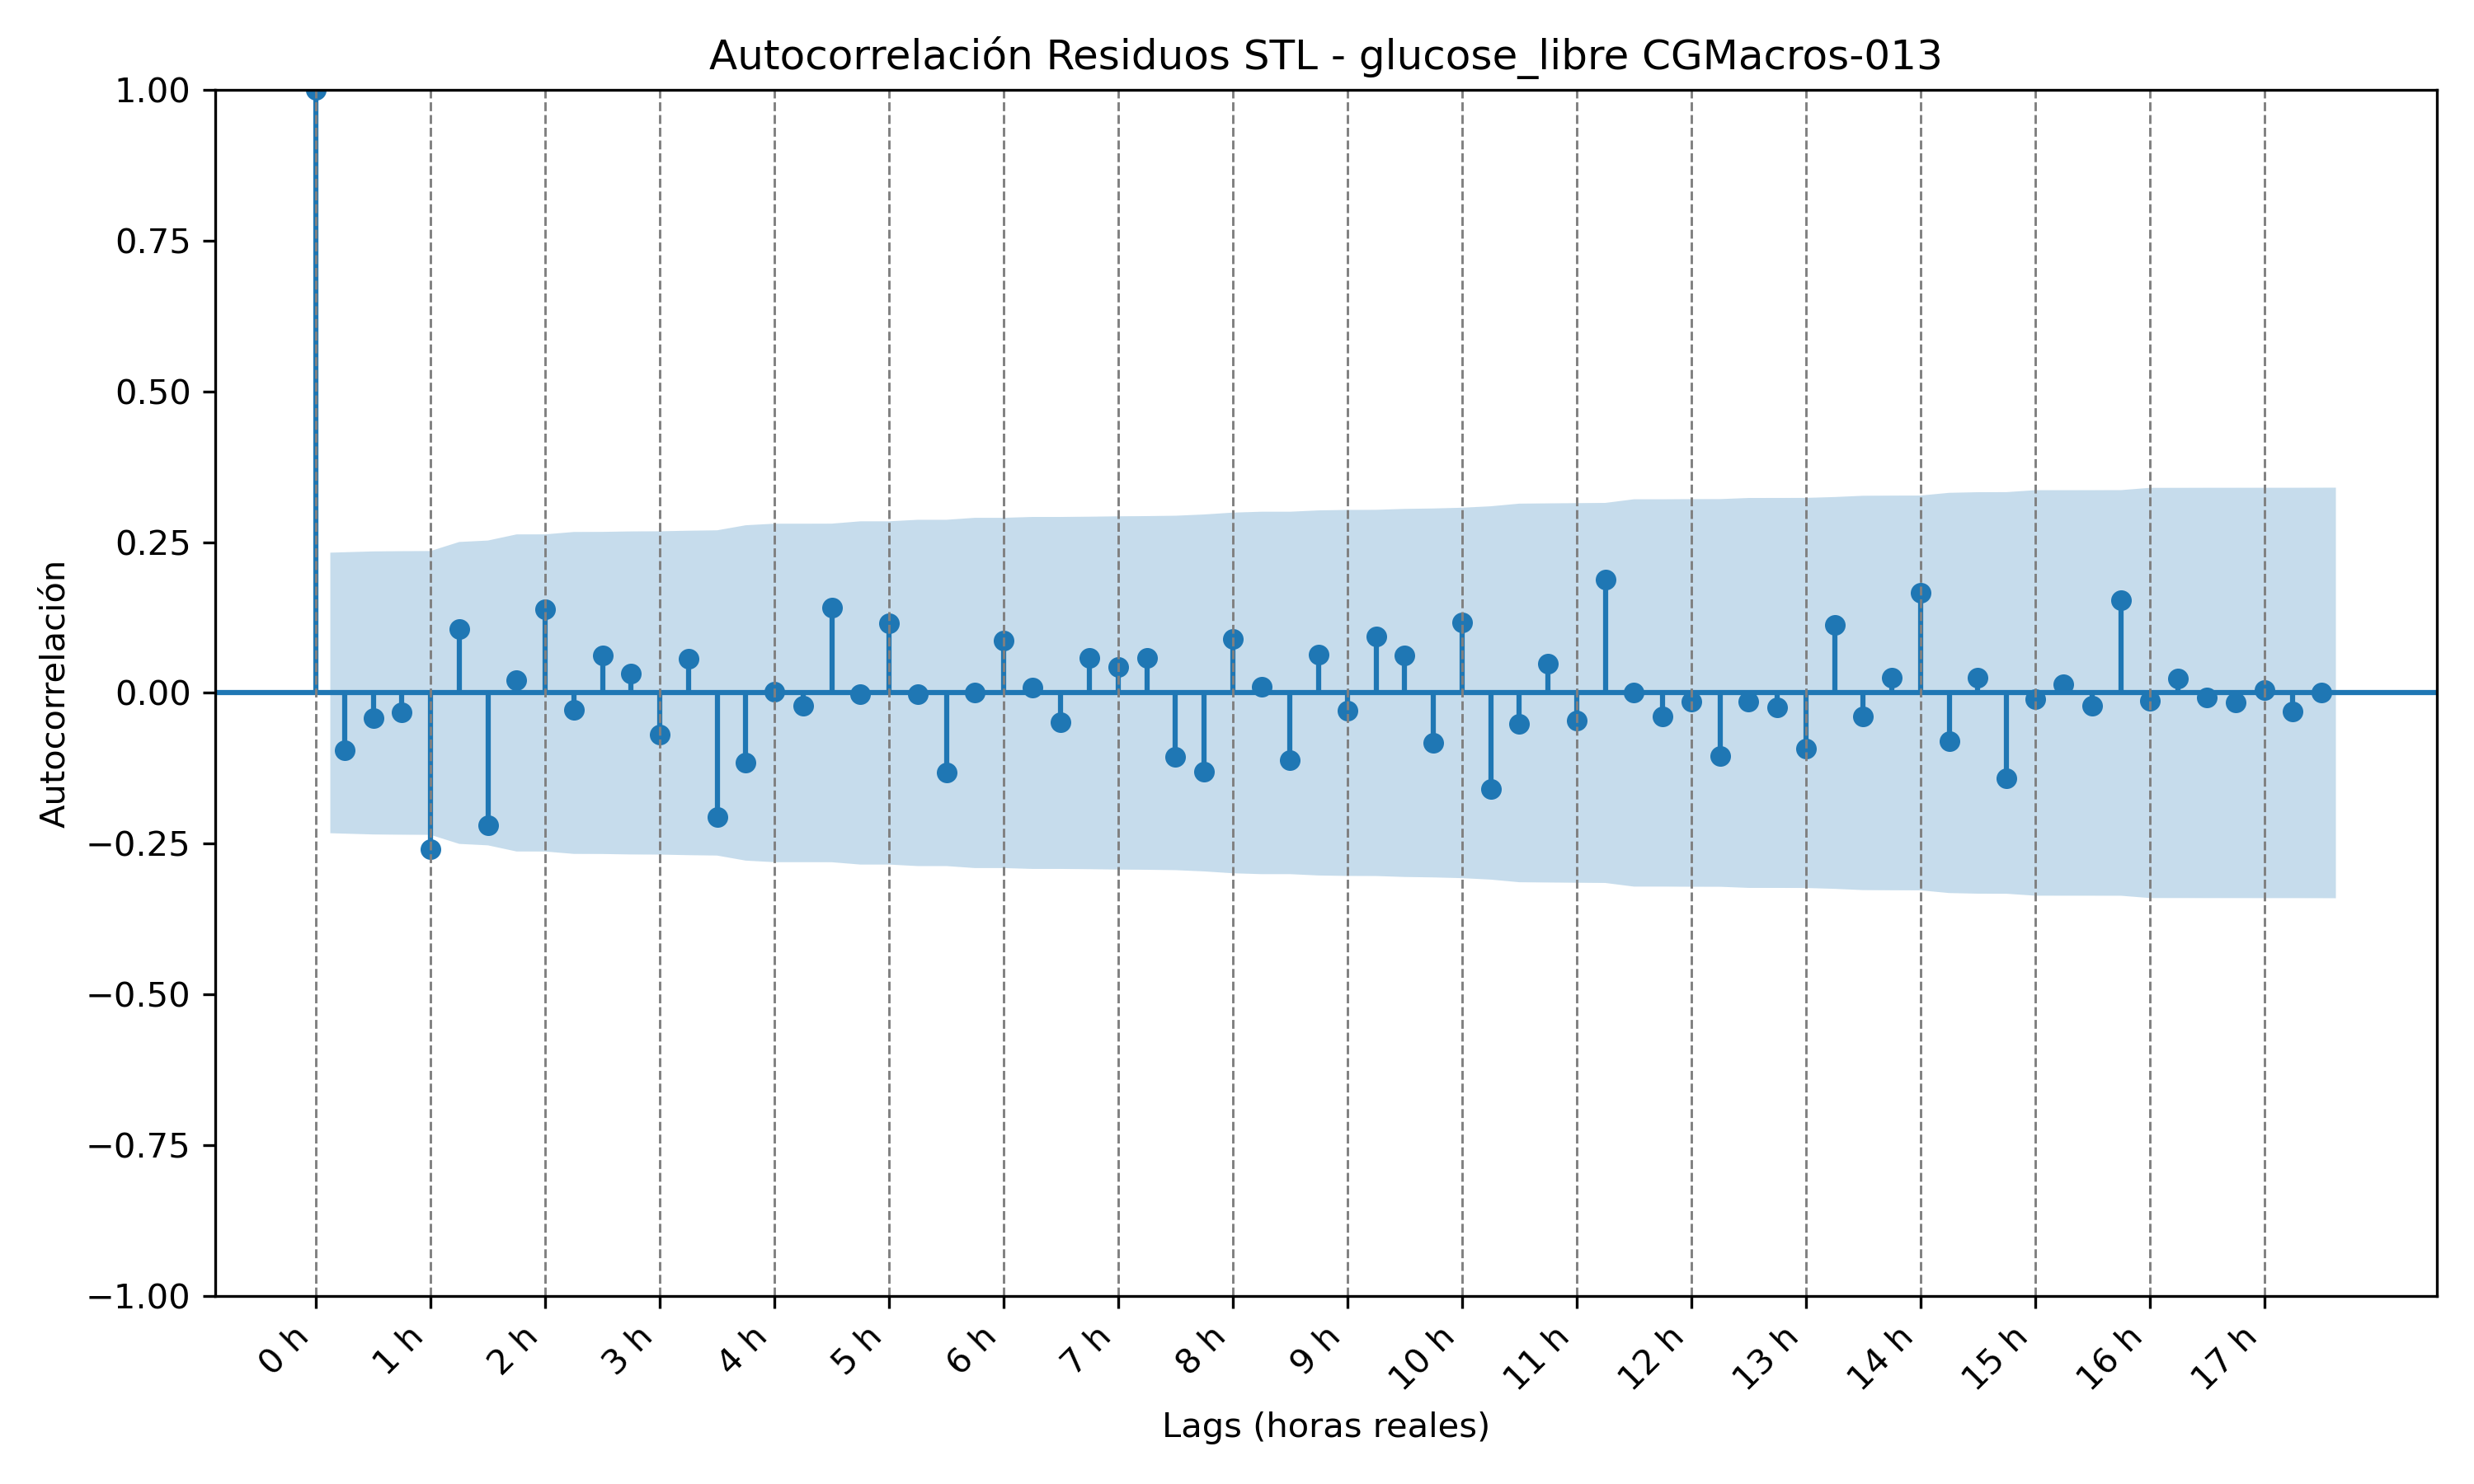 Autocorrelación Residuos STL - glucose_libre CGMacros-013
1.00
0.75
0.50
0.25
0.00
−0.25
−0.50
−0.75
−1.00
Autocorrelación
0 h
1 h
2 h
3 h
4 h
5 h
6 h
7 h
8 h
9 h
10 h
11 h
12 h
13 h
14 h
15 h
16 h
17 h
Lags (horas reales)